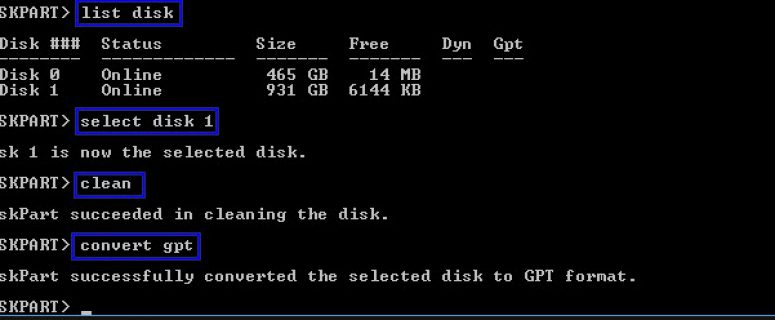 SKPART> list disk
Disk ###  Status         Size     Free     Dyn  Gpt
--------  -------------  -------  -------  ---  ---
Disk 0    Online          465 GB    14 MB
Disk 1    Online          931 GB  6144 KB
SKPART> select disk 1
sk 1 is now the selected disk.
SKPART> clean
skPart succeeded in cleaning the disk.
SKPART> convert gpt
skPart successfully converted the selected disk to GPT format.
SKPART> _